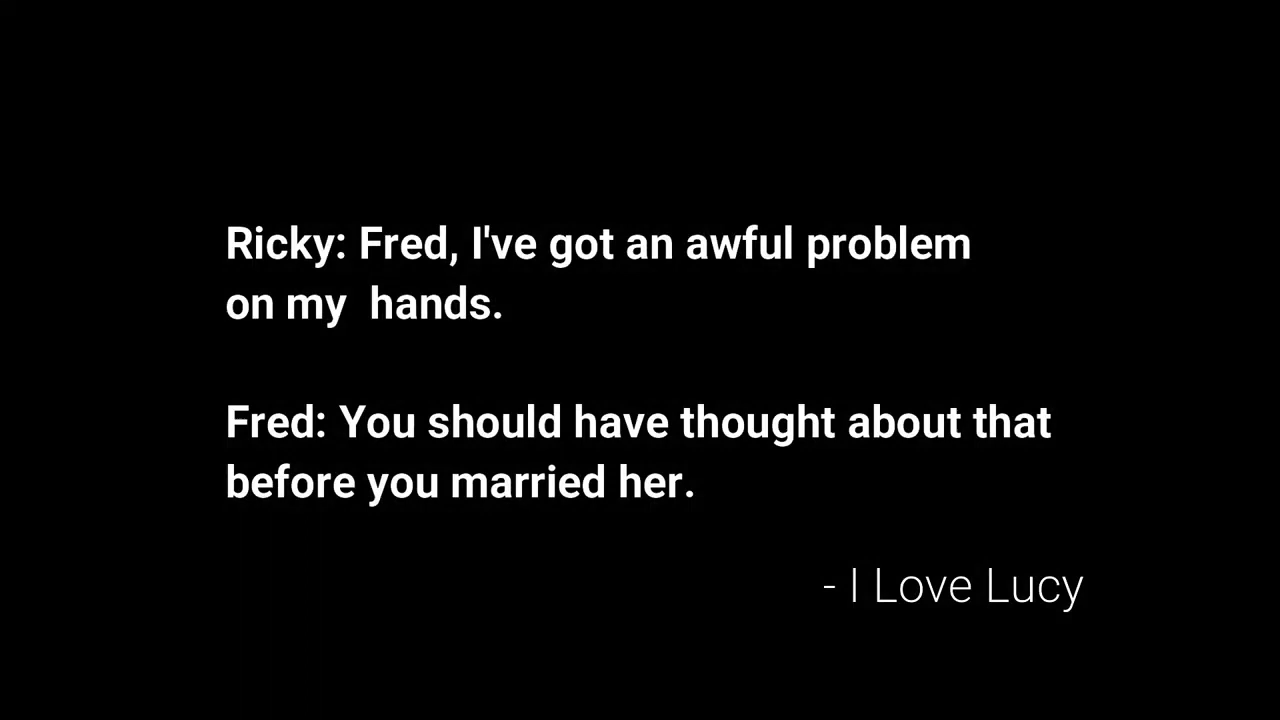 Ricky: Fred, I've got an awful problem
on my  hands.
Fred: You should have thought about that
before you married her.
- I Love Lucy